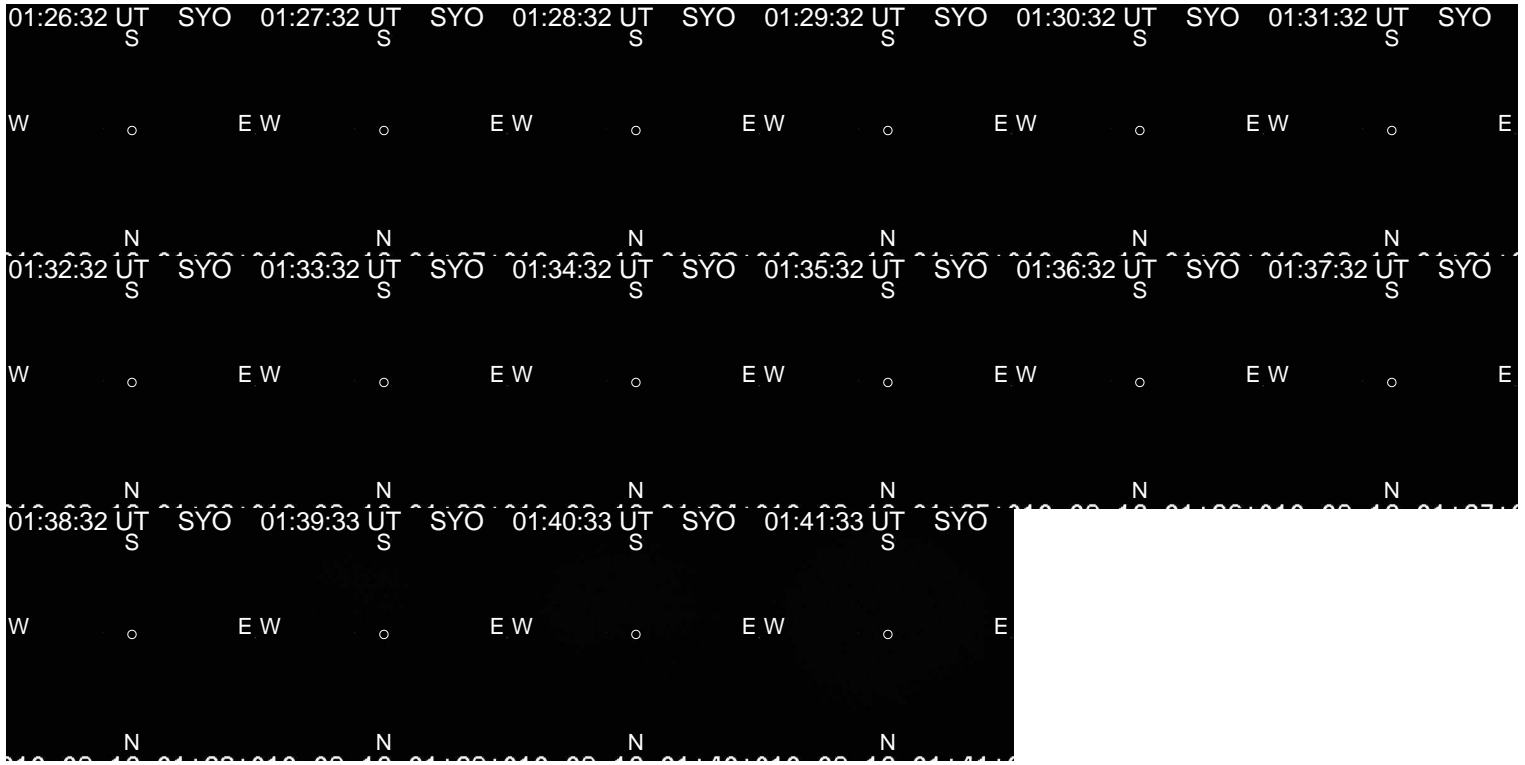 01:26:32 UT SYO 01:27:32 UT SYO 01:28:32 UT SYO 01:29:32 UT SYO 01:30:32 UT SYO 01:31:32 UT SYO
S S S S S S
W E W E W E W E W E W E
N N N N N N
01:32:32 UT SYO 01:33:32 UT SYO 01:34:32 UT SYO 01:35:32 UT SYO 01:36:32 UT SYO 01:37:32 UT SYO
S S S S S S
W E W E W E W E W E W E
N N N N N N
01:38:32 UT SYO 01:39:33 UT SYO 01:40:33 UT SYO 01:41:33 UT SYO
S S S S
W E W E W E W E
N N N N